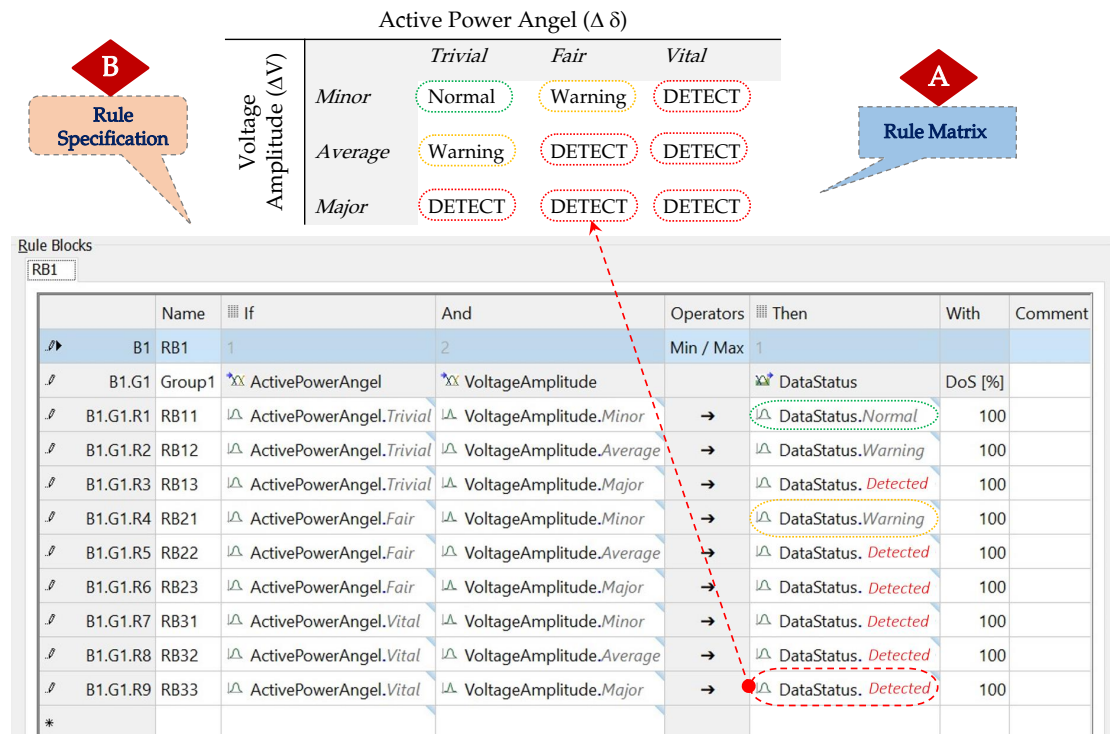 Active Power Angel (Δ δ)
B
Rule
Specification
Voltage
Amplitude (ΔV)
Trivial Fair Vital
Minor Normal Warning DETECT
Average Warning DETECT DETECT
Major DETECT DETECT DETECT
A
Rule Matrix
Rule Blocks
RB1
Name If And Operators Then With Comment
B1 RB1 1 2 Min / Max 1
B1.G1 Group1 ActivePowerAngel VoltageAmplitude DataStatus DoS [%]
B1.G1.R1 RB11 ActivePowerAngel.Trivial VoltageAmplitude.Minor ➔ DataStatus.Normal 100
B1.G1.R2 RB12 ActivePowerAngel.Trivial VoltageAmplitude.Average ➔ DataStatus.Warning 100
B1.G1.R3 RB13 ActivePowerAngel.Trivial VoltageAmplitude.Major ➔ DataStatus. Detected 100
B1.G1.R4 RB21 ActivePowerAngel.Fair VoltageAmplitude.Minor ➔ DataStatus.Warning 100
B1.G1.R5 RB22 ActivePowerAngel.Fair VoltageAmplitude.Average ➔ DataStatus. Detected 100
B1.G1.R6 RB23 ActivePowerAngel.Fair VoltageAmplitude.Major ➔ DataStatus. Detected 100
B1.G1.R7 RB31 ActivePowerAngel.Vital VoltageAmplitude.Minor ➔ DataStatus. Detected 100
B1.G1.R8 RB32 ActivePowerAngel.Vital VoltageAmplitude.Average ➔ DataStatus. Detected 100
B1.G1.R9 RB33 ActivePowerAngel.Vital VoltageAmplitude.Major ➔ DataStatus. Detected 100
*